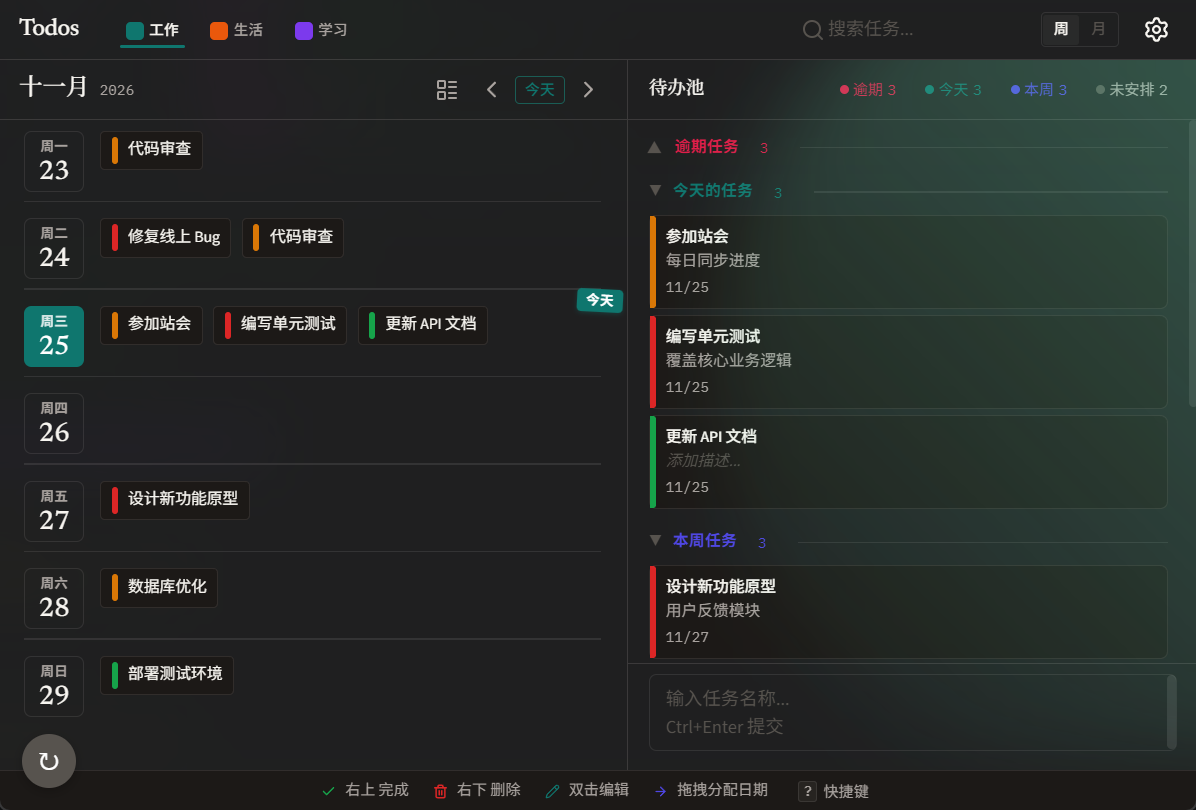 Todos
工作
生活
学习
搜索任务...
周
月
十一月 2026
今天
周一
23
代码审查
周二
24
修复线上 Bug
代码审查
今天
周三
25
参加站会
编写单元测试
更新 API 文档
周四
26
周五
27
设计新功能原型
周六
28
数据库优化
周日
29
部署测试环境
待办池
逾期 3
今天 3
本周 3
未安排 2
逾期任务 3
今天的任务 3
参加站会
每日同步进度
11/25
编写单元测试
覆盖核心业务逻辑
11/25
更新 API 文档
添加描述...
11/25
本周任务 3
设计新功能原型
用户反馈模块
11/27
输入任务名称...
Ctrl+Enter 提交
右上 完成
右下 删除
双击编辑
拖拽分配日期
? 快捷键